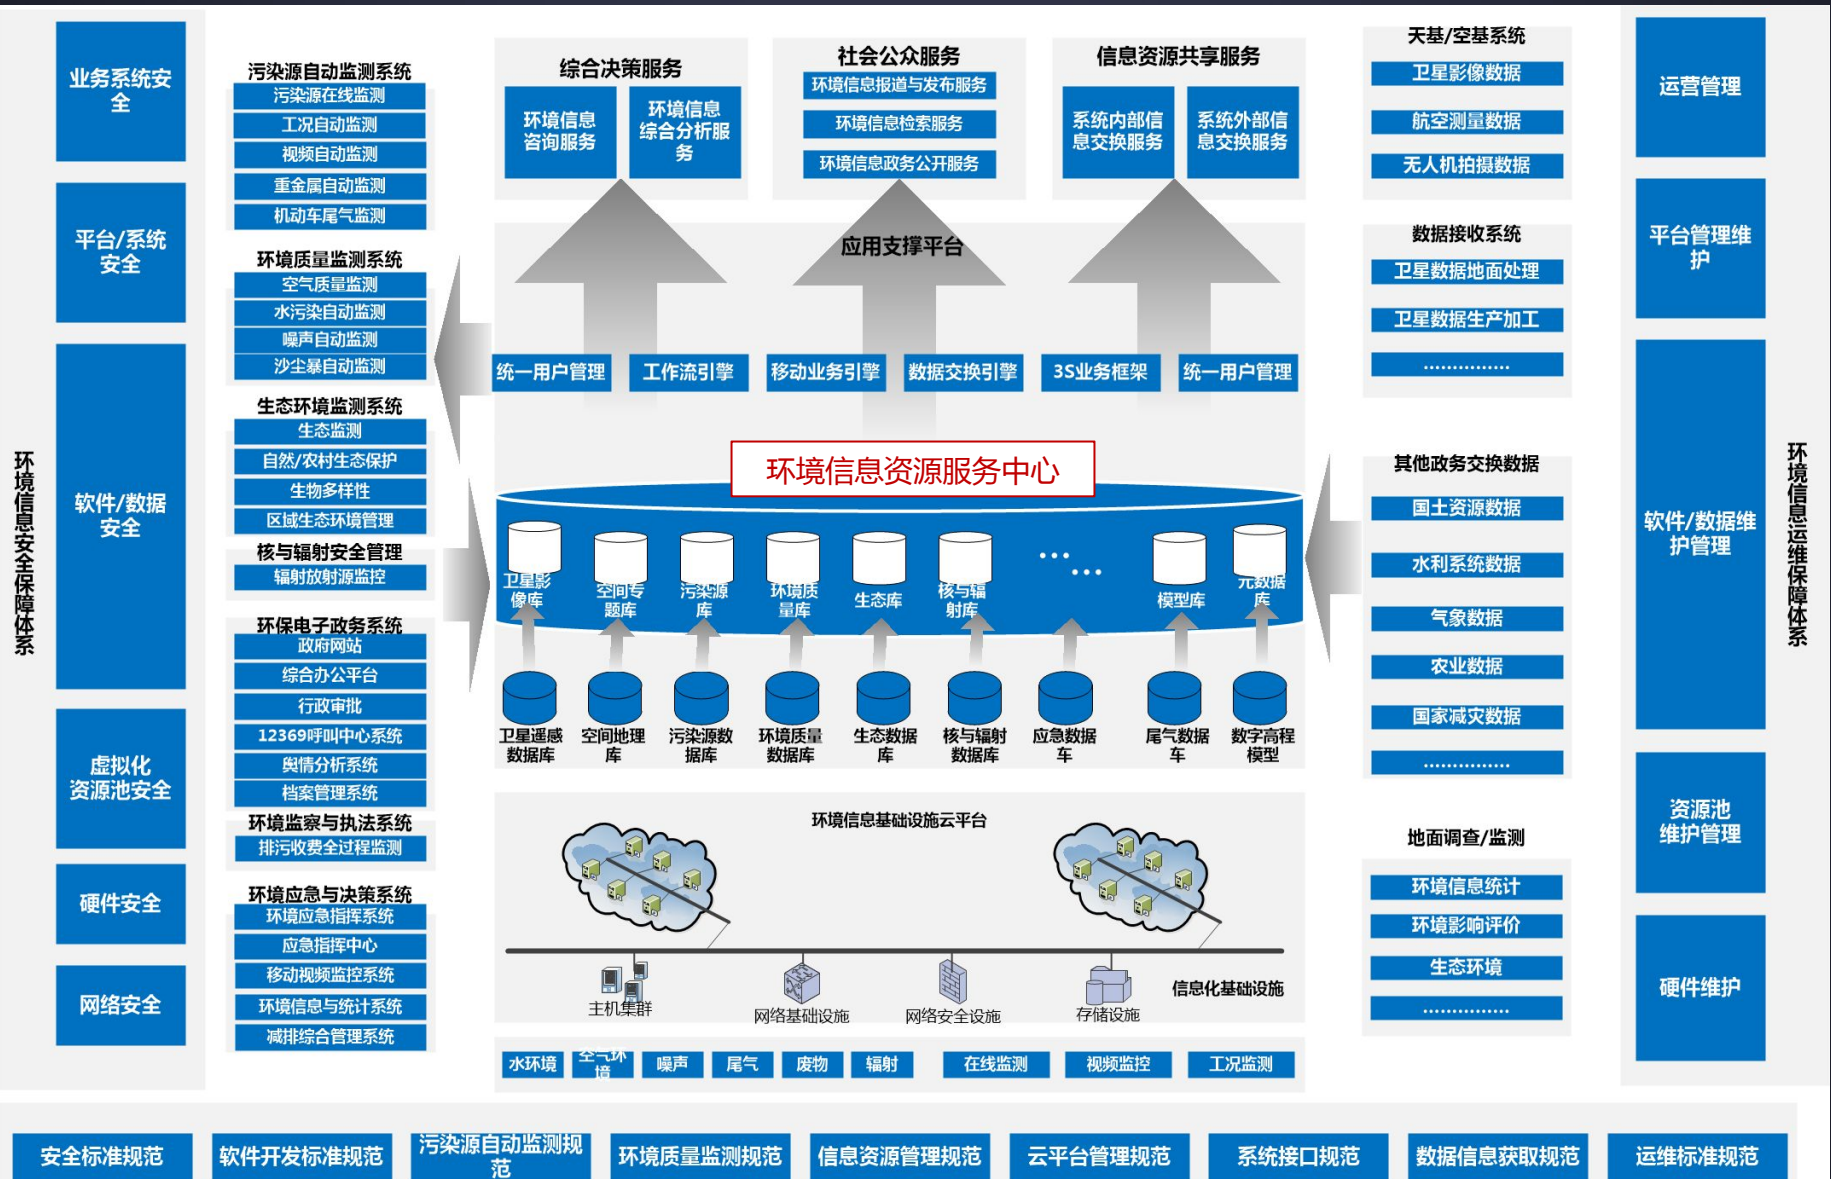 业务系统安
全
平台/系统
安全
环境信息安全保障体系
软件/数据
安全
虚拟化
资源池安全
硬件安全
网络安全
污染源自动监测系统
污染源在线监测
工况自动监测
视频自动监测
重金属自动监测
机动车尾气监测
环境质量监测系统
空气质量监测
水污染自动监测
噪声自动监测
沙尘暴自动监测
生态环境监测系统
生态监测
自然/农村生态保护
生物多样性
区域生态环境管理
核与辐射安全管理
辐射放射源监控
环保电子政务系统
政府网站
综合办公平台
行政审批
12369呼叫中心系统
舆情分析系统
档案管理系统
环境监察与执法系统
排污收费全过程监测
环境应急与决策系统
环境应急指挥系统
应急指挥中心
移动视频监控系统
环境信息与统计系统
减排综合管理系统
综合决策服务
环境信息
咨询服务
环境信息
综合分析服
务
社会公众服务
环境信息报道与发布服务
环境信息检索服务
环境信息政务公开服务
信息资源共享服务
系统内部信
息交换服务
系统外部信
息交换服务
应用支撑平台
统一用户管理
工作流引擎
移动业务引擎
数据交换引擎
3S业务框架
统一用户管理
环境信息资源服务中心
卫星影
像库
空间专
题库
污染源
库
环境质
量库
生态库
核与辐
射库
... ...
模型库
元数据
库
卫星遥感
数据库
空间地理
库
污染源数
据库
环境质量
数据库
生态数据
库
核与辐射
数据库
应急数据
车
尾气数据
车
数字高程
模型
环境信息基础设施云平台
信息化基础设施
主机集群
网络基础设施
网络安全设施
存储设施
水环境
空气环
境
噪声
尾气
废物
辐射
在线监测
视频监控
工况监测
天基/空基系统
卫星影像数据
航空测量数据
无人机拍摄数据
数据接收系统
卫星数据地面处理
卫星数据生产加工
...............
其他政务交换数据
国土资源数据
水利系统数据
气象数据
农业数据
国家减灾数据
...............
地面调查/监测
环境信息统计
环境影响评价
生态环境
...............
运营管理
平台管理维
护
软件/数据维
护管理
环境信息运维保障体系
资源池
维护管理
硬件维护
安全标准规范
软件开发标准规范
污染源自动监测规
范
环境质量监测规范
信息资源管理规范
云平台管理规范
系统接口规范
数据信息获取规范
运维标准规范